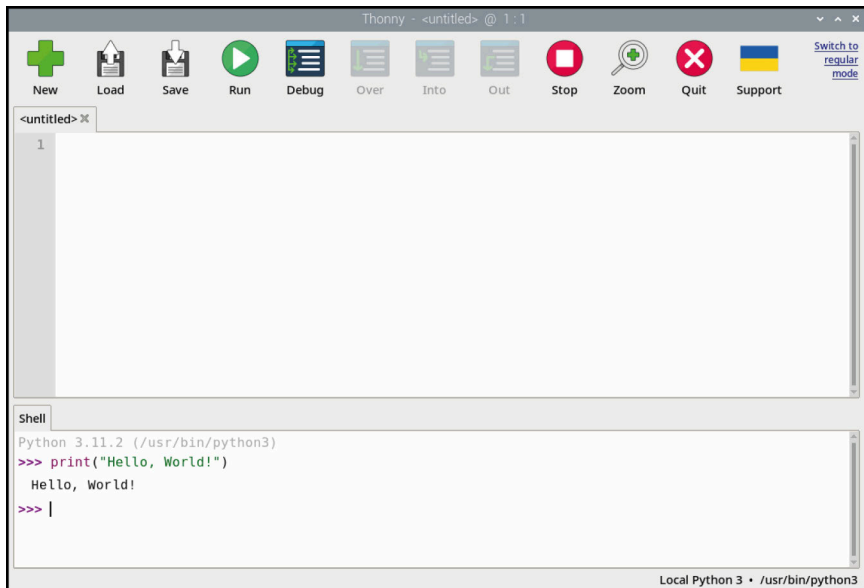 Thonny - <untitled> @ 1:1
New Load Save Run Debug Over Into Out Stop Zoom Quit Support
Switch to
regular
mode
<untitled>
1
Shell
Python 3.11.2 (/usr/bin/python3)
>>> print("Hello, World!")
Hello, World!
>>>
Local Python 3 • /usr/bin/python3